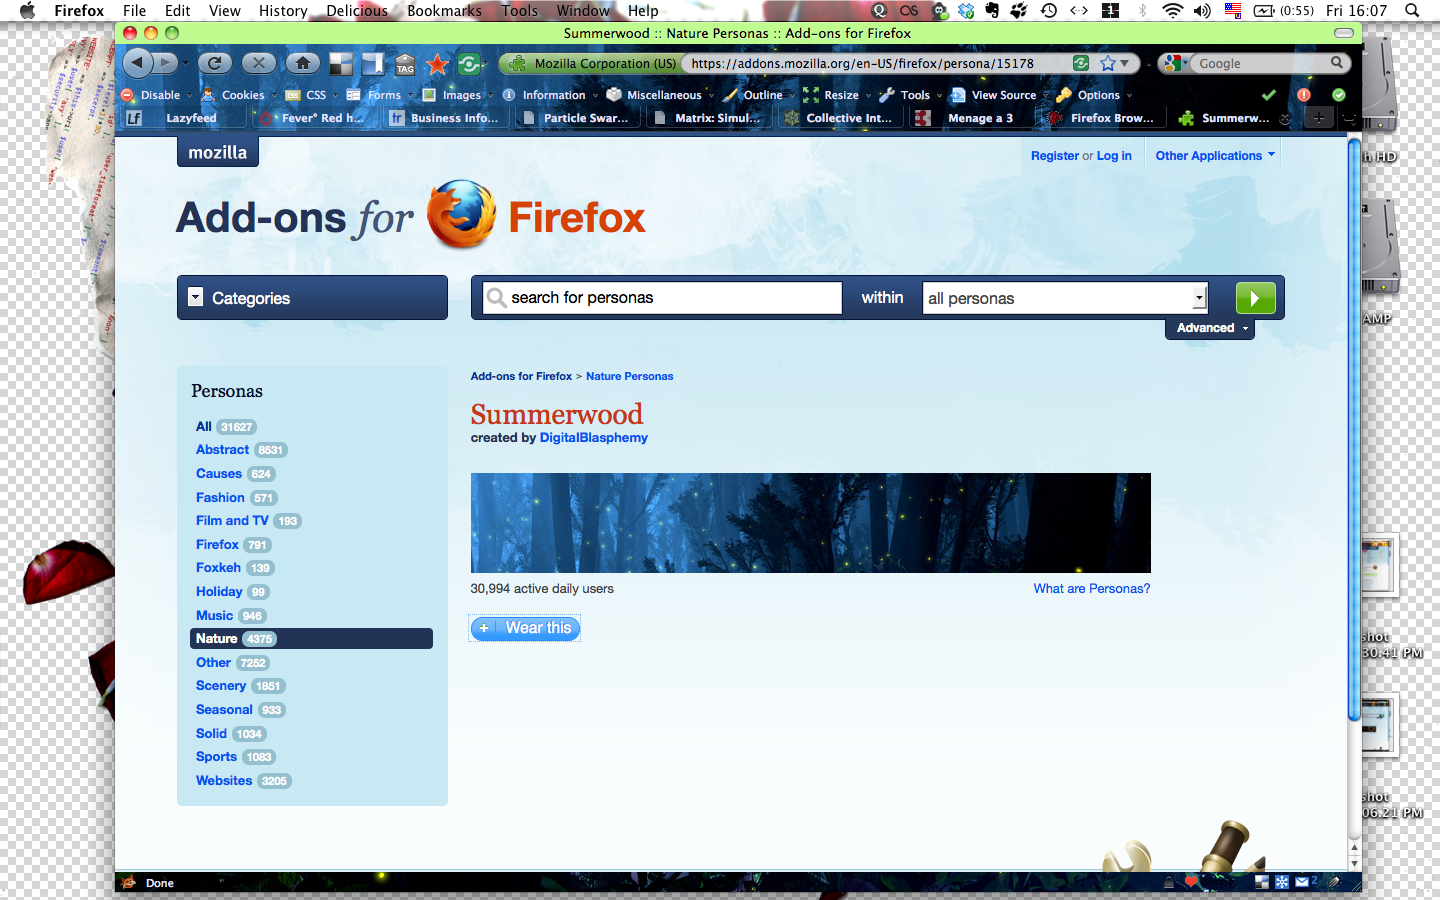 Firefox File Edit View History Delicious Bookmarks Tools Window Help
(0:55) Fri 16:07
Summerwood :: Nature Personas :: Add-ons for Firefox
TAG Mozilla Corporation (US) https://addons.mozilla.org/en-US/firefox/persona/15178 Google
Disable Cookies CSS Forms Images Information Miscellaneous Outline Resize Tools View Source Options
Lf Lazyfeed Fever° Red h... tr Business Info... Particle Swar... Matrix: Simul... Collective Int... Menage a 3 Firefox Brow... Summerw...
mozilla
Register or Log in Other Applications
Add-ons for Firefox
Categories
search for personas within all personas
Advanced
Personas
All 31627
Abstract 8531
Causes 624
Fashion 571
Film and TV 193
Firefox 791
Foxkeh 139
Holiday 99
Music 946
Nature 4375
Other 7252
Scenery 1851
Seasonal 933
Solid 1034
Sports 1083
Websites 3205
Add-ons for Firefox > Nature Personas
Summerwood
created by DigitalBlasphemy
30,994 active daily users What are Personas?
+ Wear this
Done
2
HD
AMP
shot
30.41 PM
shot
06.21 PM